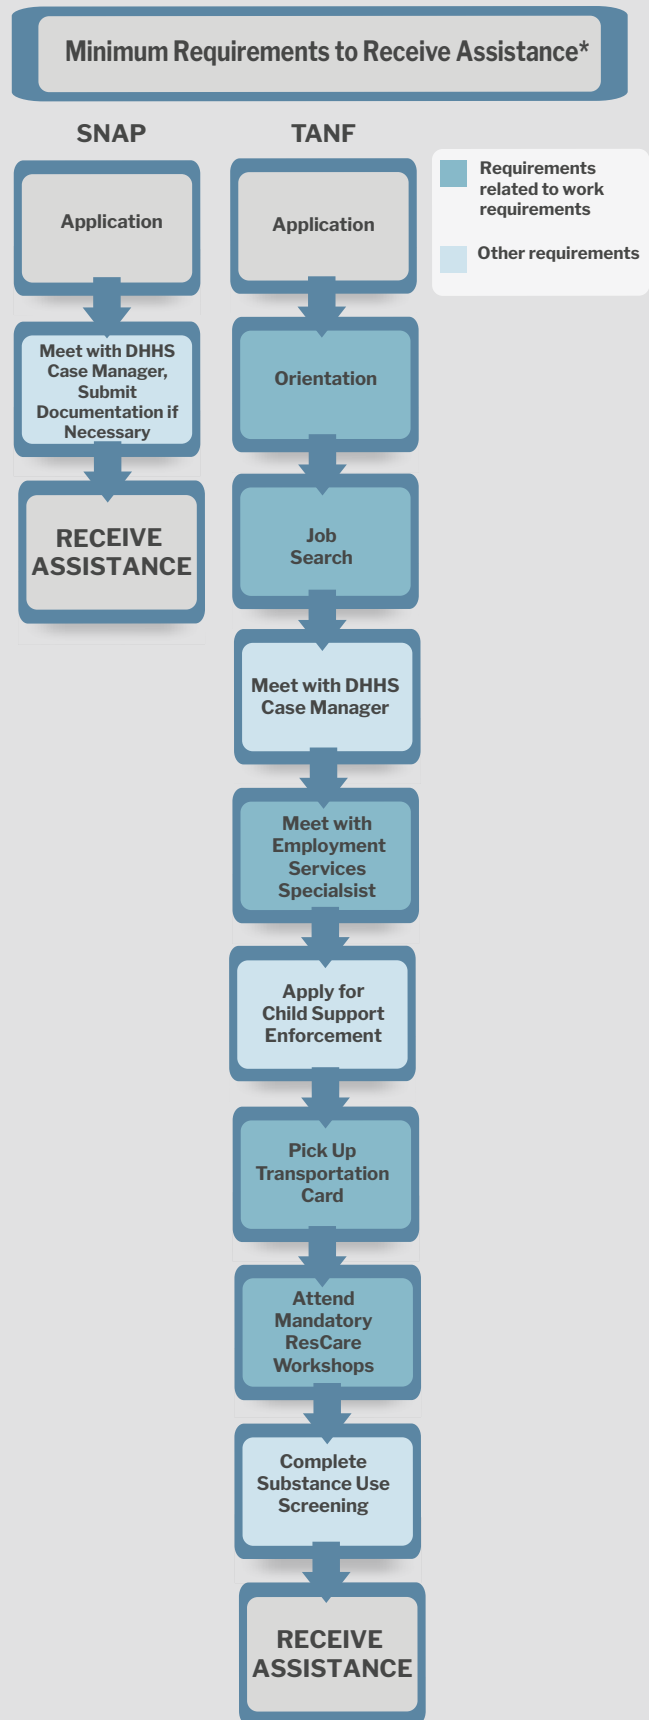 Minimum Requirements to Receive Assistance*
SNAP
Application
Meet with DHHS
Case Manager,
Submit
Documentation if
Necessary
RECEIVE
ASSISTANCE
TANF
Application
Orientation
Job
Search
Meet with DHHS
Case Manager
Meet with
Employment
Services
Specialsist
Apply for
Child Support
Enforcement
Pick Up
Transportation
Card
Attend
Mandatory
ResCare
Workshops
Complete
Substance Use
Screening
RECEIVE
ASSISTANCE
Requirements
related to work
requirements
Other requirements